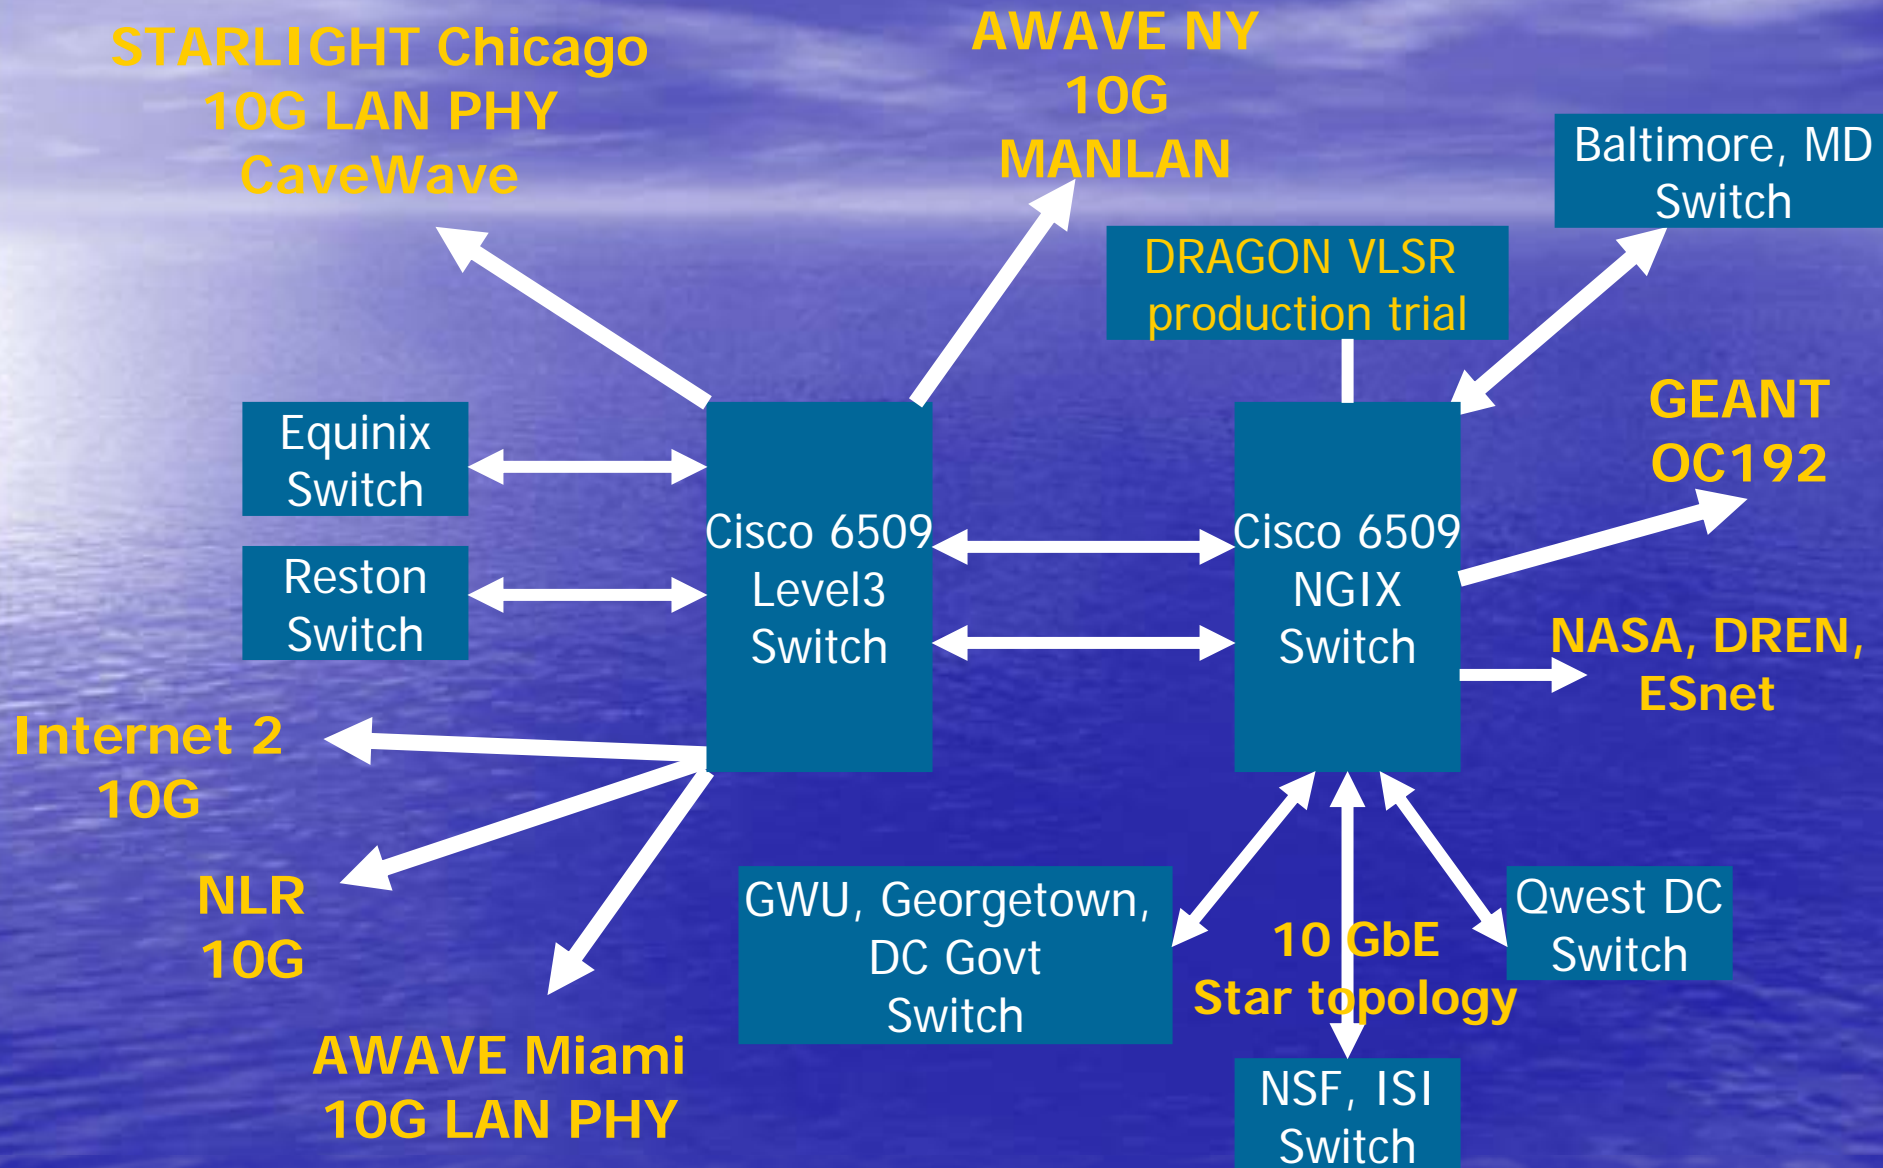 STARLIGHT Chicago
10G LAN PHY
CaveWave
AWAVE NY
10G
MANLAN
Baltimore, MD
Switch
DRAGON VLSR
production trial
GEANT
OC192
Equinix
Switch
Reston
Switch
Cisco 6509
Level3
Switch
Cisco 6509
NGIX
Switch
NASA, DREN,
ESnet
Internet 2
10G
NLR
10G
AWAVE Miami
10G LAN PHY
GWU, Georgetown,
DC Govt
Switch
10 GbE
Star topology
Qwest DC
Switch
NSF, ISI
Switch